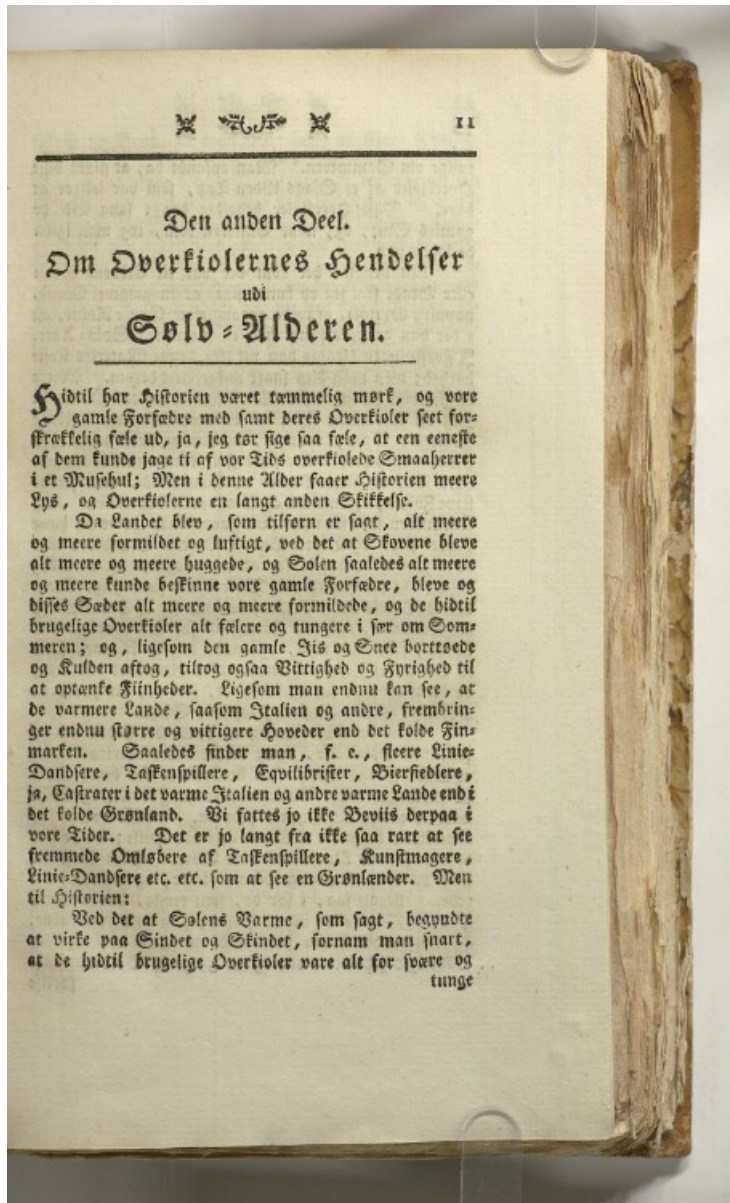 11
Den anden Deel.
Om Overkiolernes Hendelser
udi
Sølv-Alderen.
Hidtil har Historien været tæmmelig mørk, og vore
gamle Forfædre med samt deres Overkioler seet for-
skrækkelig fæle ud, ja, jeg tør sige saa fæle, at een eeneste
af dem kunde jage ti af vor Tids overkiolede Smaaherrer
i et Musehul; Men i denne Alder faaer Historien meere
Lys, og Overkiolerne en langt anden Skikkelse.
Da Landet blev, som tilforn er sagt, alt meere
og meere formildet og luftigt, ved det at Skovene bleve
alt meere og meere huggede, og Solen saaledes alt meere
og meere kunde beskinne vore gamle Forfædre, bleve og
disses Sæder alt meere og meere formildede, og de hidtil
brugelige Overkioler alt fælere og tungere i sær om Som-
meren; og, ligesom den gamle Iis og Snee borttøede
og Kulden aftog, tiltog ogsaa Vittighed og Fyrighed til
at optænke Fiinheder. Ligesom man endnu kan see, at
de varmere Lande, saasom Italien og andre, frembrin-
ger endnu større og vittigere Hoveder end det kolde Fin-
marken. Saaledes finder man, f. e., fleere Linie-
Dandsere, Taskenspillere, Eqvilibrister, Bierfiedlere,
ja, Castrater i det varme Italien og andre varme Lande end i
det kolde Grønland. Vi fattes jo ikke Beviis derpaa i
vore Tider. Det er jo langt fra ikke saa rart at see
fremmede Omløbere af Taskenspillere, Kunstmagere,
Linie-Dandsere etc. etc. som at see en Grønlænder. Men
til Historien:
Ved det at Solens Varme, som sagt, begyndte
at virke paa Sindet og Skindet, fornam man snart,
at de hidtil brugelige Overkioler vare alt for svære og
tunge